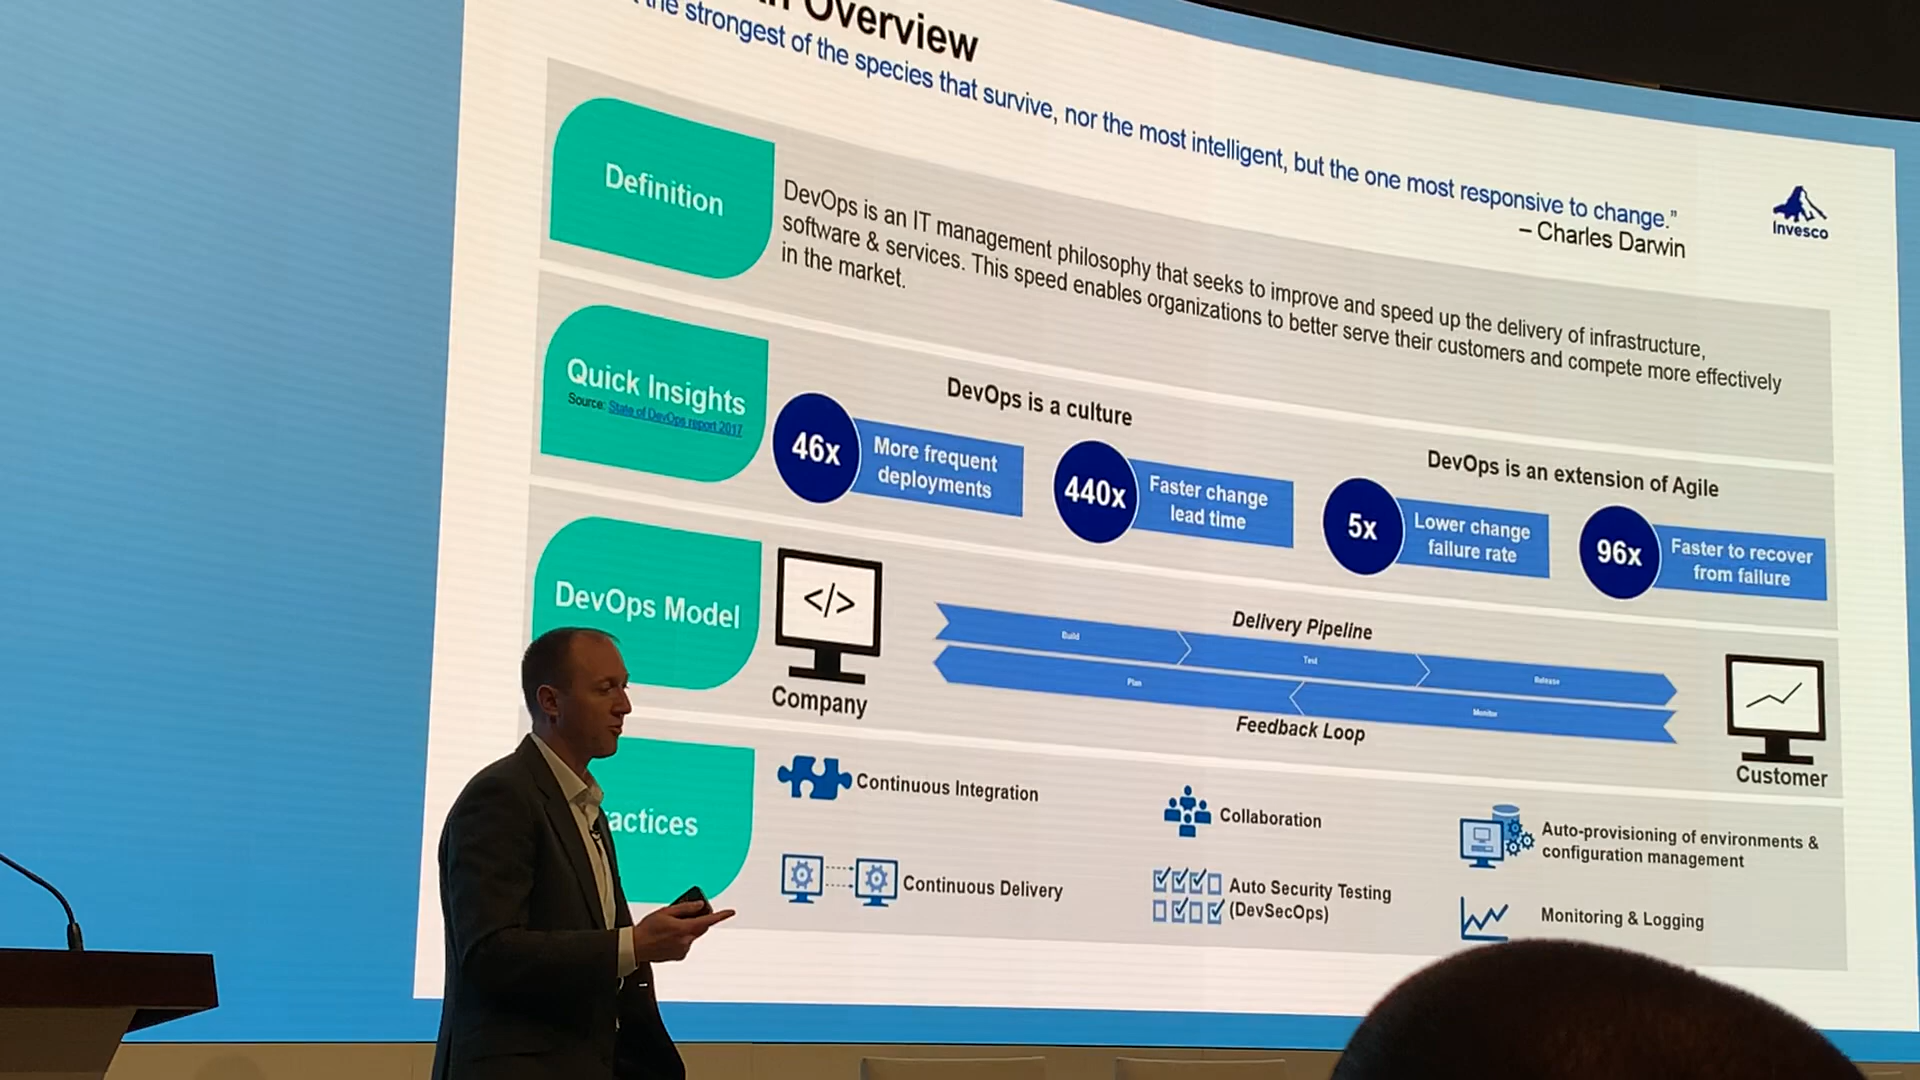 Overview
the strongest of the species that survive, nor the most intelligent, but the one most responsive to change.”
– Charles Darwin
Invesco
Definition
DevOps is an IT management philosophy that seeks to improve and speed up the delivery of infrastructure,
software & services. This speed enables organizations to better serve their customers and compete more effectively
in the market.
Quick Insights
Source: State of DevOps report 2017
DevOps is a culture
DevOps is an extension of Agile
46x
More frequent
deployments
440x
Faster change
lead time
5x
Lower change
failure rate
96x
Faster to recover
from failure
DevOps Model
</>
Company
Delivery Pipeline
Build
Test
Release
Plan
Monitor
Feedback Loop
Customer
actices
Continuous Integration
Collaboration
Auto-provisioning of environments &
configuration management
Continuous Delivery
Auto Security Testing
(DevSecOps)
Monitoring & Logging